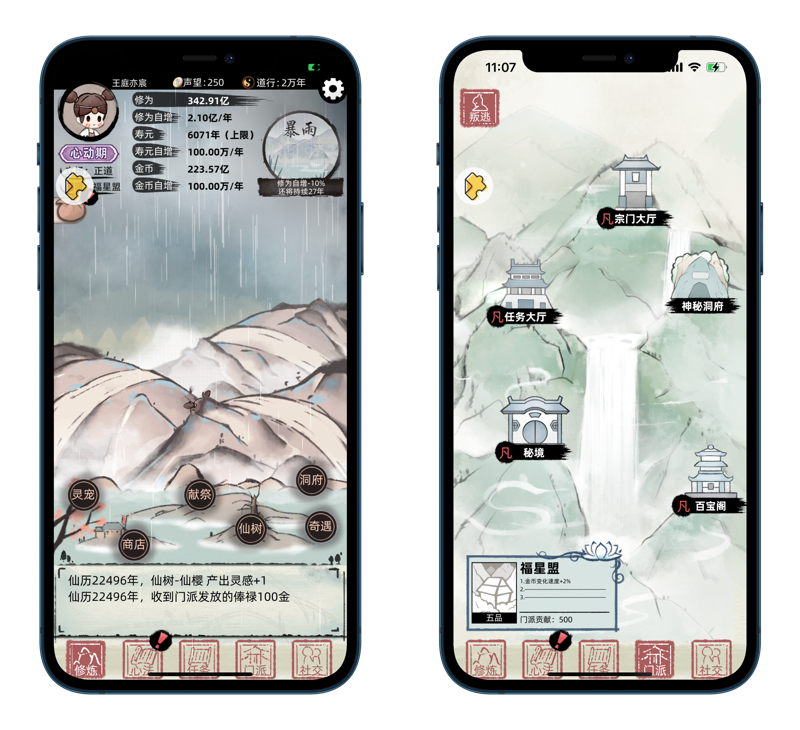 王庭亦宸
声望:250
道行:2万年
修为 342.91亿
修为自增 2.10亿/年
寿元 6071年（上限）
寿元自增 100.00万/年
金币 223.57亿
金币自增 100.00万/年
心动期
正道
福星盟
暴雨
修为自增-10%
还将持续27年
灵宠
献祭
洞府
仙树
奇遇
商店
仙历22496年，仙树-仙樱 产出灵感+1
仙历22496年，收到门派发放的俸禄100金
修炼
心法
任务
门派
社交
11:07
叛逃
凡 宗门大厅
神秘洞府
凡 任务大厅
凡 秘境
凡 百宝阁
福星盟
1.金币变化速度+2%
2.
3.
五品
门派贡献：500
修炼
心法
任务
门派
社交